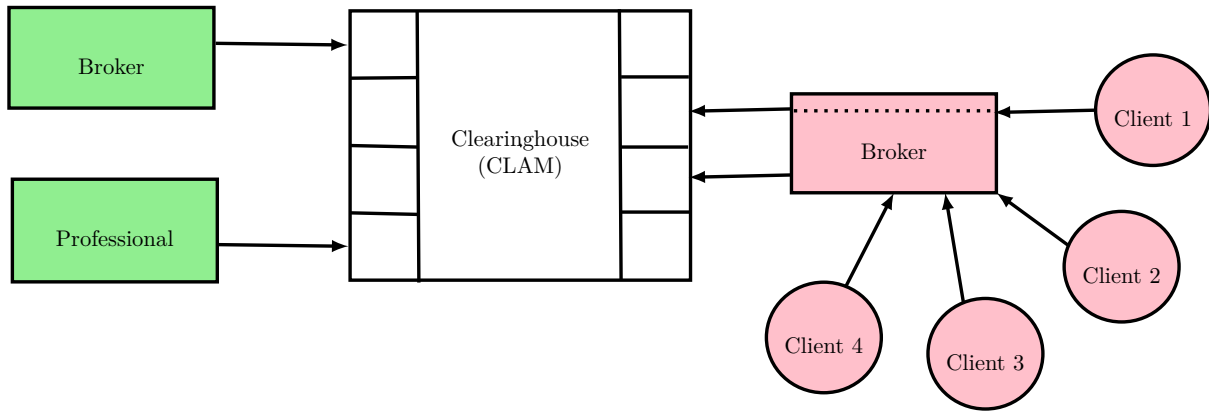 Broker
Professional
Clearinghouse
(CLAM)
Broker
Client 1
Client 2
Client 3
Client 4